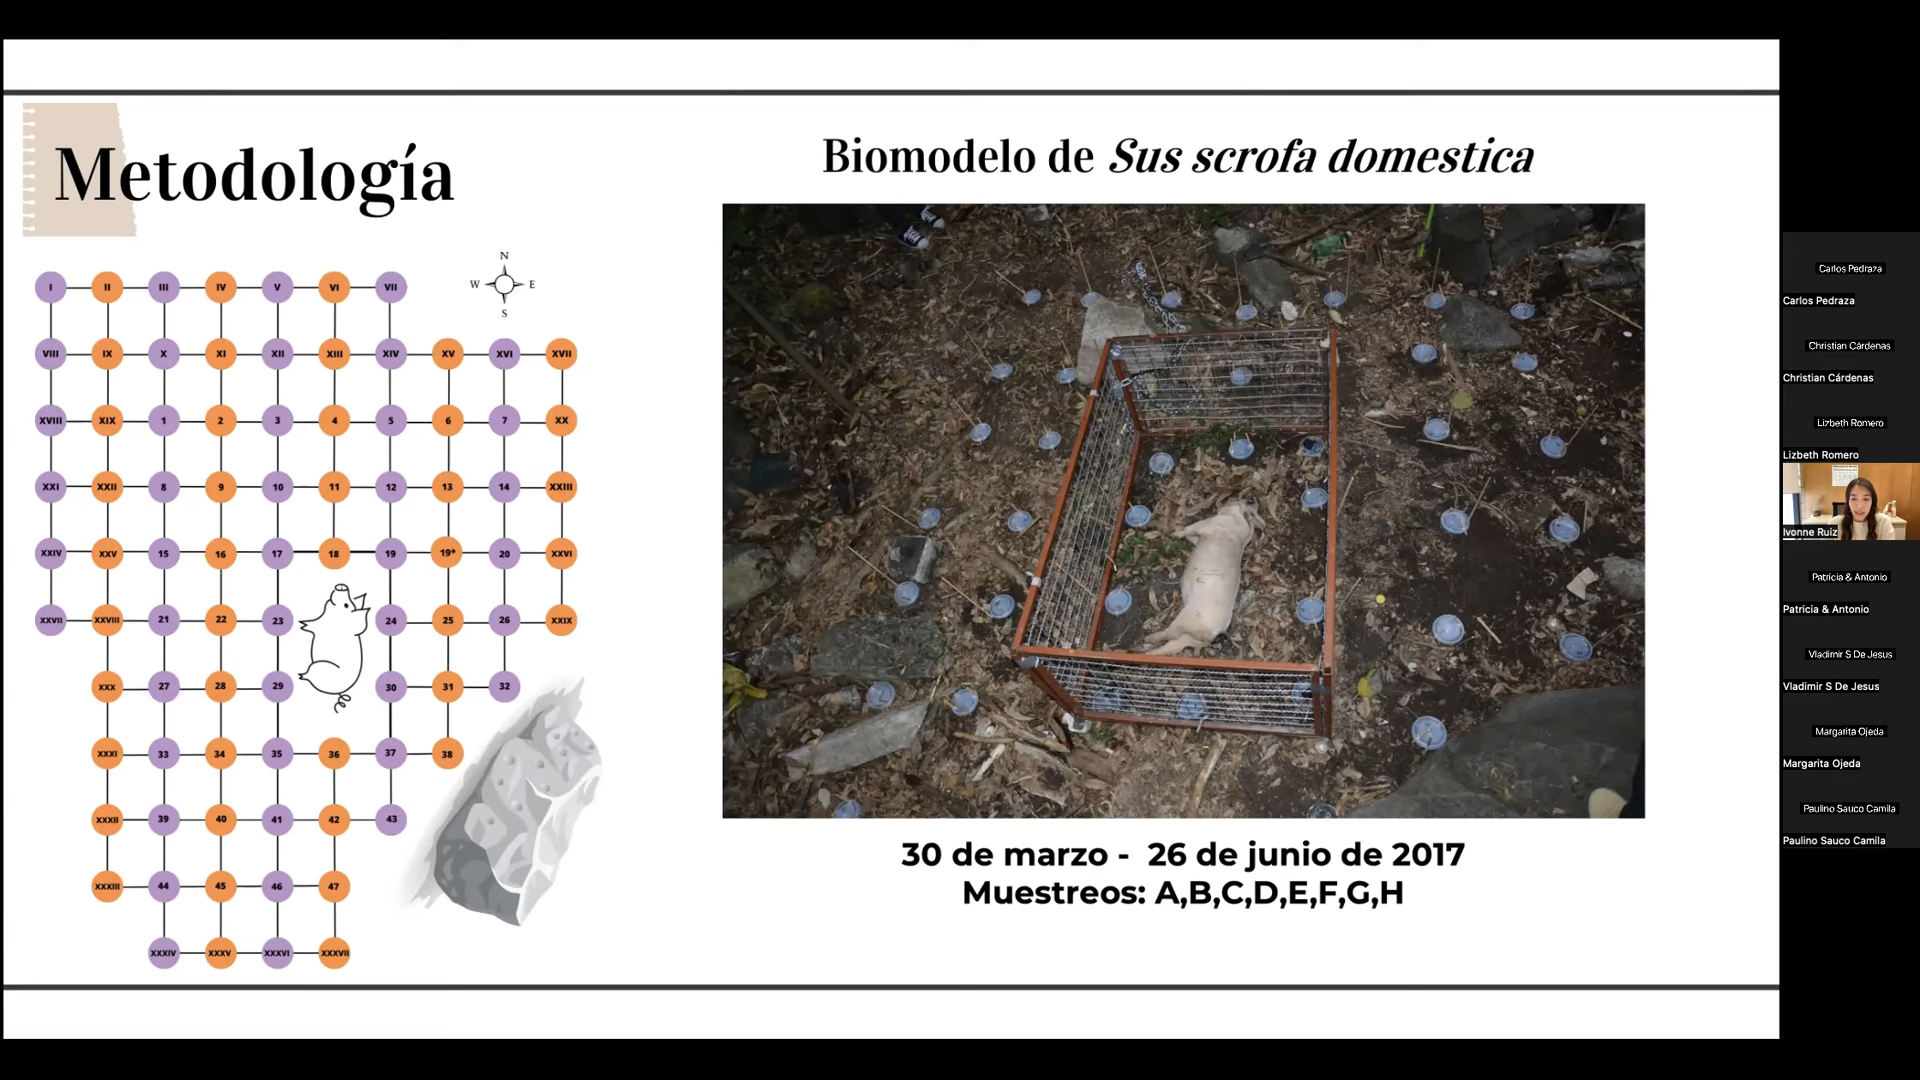 Metodología
Biomodelo de Sus scrofa domestica
N
W E
S
I II III IV V VI VII
VIII IX X XI XII XIII XIV XV XVI XVII
XVIII XIX 1 2 3 4 5 6 7 XX
XXI XXII 8 9 10 11 12 13 14 XXIII
XXIV XXV 15 16 17 18 19 19* 20 XXVI
XXVII XXVIII 21 22 23 24 25 26 XXIX
XXX 27 28 29 30 31 32
XXXI 33 34 35 36 37 38
XXXII 39 40 41 42 43
XXXIII 44 45 46 47
XXXIV XXXV XXXVI XXXVII
30 de marzo - 26 de junio de 2017
Muestreos: A,B,C,D,E,F,G,H
Carlos Pedraza
Carlos Pedraza
Christian Cárdenas
Christian Cárdenas
Lizbeth Romero
Lizbeth Romero
Ivonne Ruiz
Patricia & Antonio
Patricia & Antonio
Vladimir S De Jesus
Vladimir S De Jesus
Margarita Ojeda
Margarita Ojeda
Paulino Sauco Camila
Paulino Sauco Camila